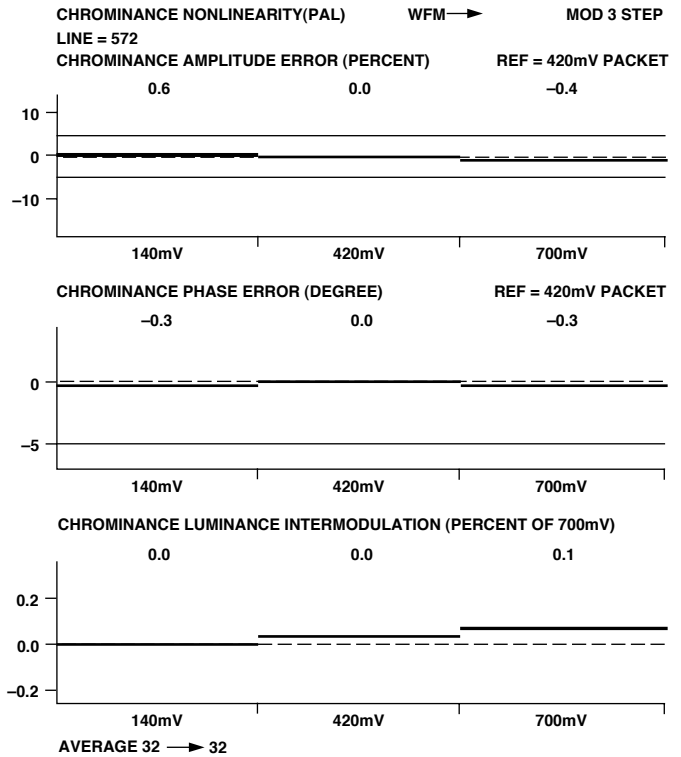 CHROMINANCE NONLINEARITY(PAL) WFM MOD 3 STEP
LINE = 572
CHROMINANCE AMPLITUDE ERROR (PERCENT) REF = 420mV PACKET
0.6 0.0 –0.4
10
0
–10
140mV 420mV 700mV
CHROMINANCE PHASE ERROR (DEGREE) REF = 420mV PACKET
–0.3 0.0 –0.3
0
–5
140mV 420mV 700mV
CHROMINANCE LUMINANCE INTERMODULATION (PERCENT OF 700mV)
0.0 0.0 0.1
0.2
0.0
–0.2
140mV 420mV 700mV
AVERAGE 32 32